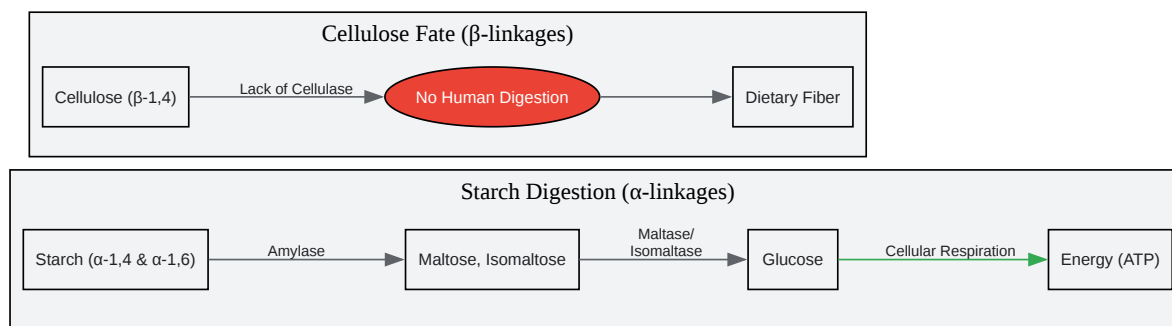 Cellulose Fate (β-linkages)
Cellulose (β-1,4)
Lack of Cellulase
No Human Digestion
Dietary Fiber
Starch Digestion (α-linkages)
Starch (α-1,4 & α-1,6)
Amylase
Maltose, Isomaltose
Maltase/
Isomaltase
Glucose
Cellular Respiration
Energy (ATP)